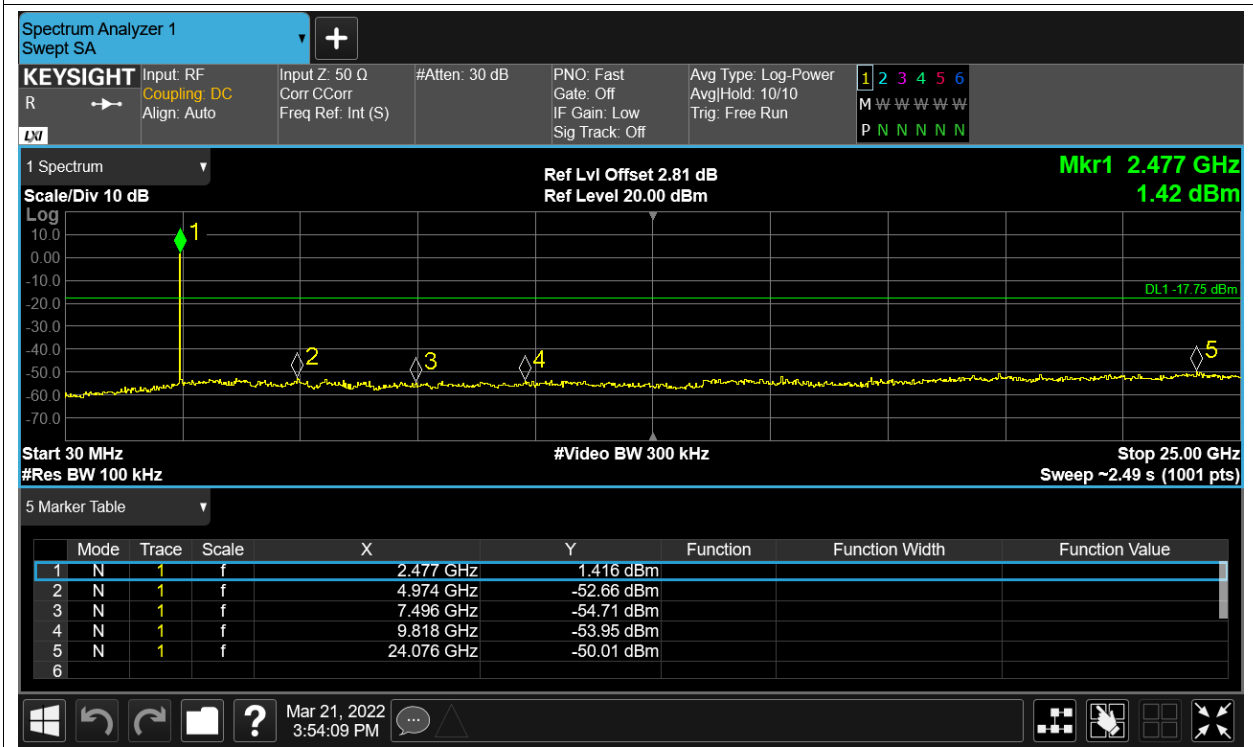 Spectrum Analyzer 1
Swept SA
KEYSIGHT Input: RF Input Z: 50 Ω #Atten: 30 dB PNO: Fast Avg Type: Log-Power 1 2 3 4 5 6
R Coupling: DC Corr CCorr Gate: Off Avg|Hold: 10/10 M W W W W W
Align: Auto Freq Ref: Int (S) IF Gain: Low Trig: Free Run
LXI Sig Track: Off P N N N N N
1 Spectrum Ref Lvl Offset 2.81 dB Mkr1 2.477 GHz
Scale/Div 10 dB Ref Level 20.00 dBm 1.42 dBm
Log
10.0 1
0.00
-10.0
DL1 -17.75 dBm
-20.0
-30.0
-40.0 2 3 4 5
-50.0
-60.0
-70.0
Start 30 MHz #Video BW 300 kHz Stop 25.00 GHz
#Res BW 100 kHz Sweep ~2.49 s (1001 pts)
5 Marker Table
Mode Trace Scale X Y Function Function Width Function Value
1 N 1 f 2.477 GHz 1.416 dBm
2 N 1 f 4.974 GHz -52.66 dBm
3 N 1 f 7.496 GHz -54.71 dBm
4 N 1 f 9.818 GHz -53.95 dBm
5 N 1 f 24.076 GHz -50.01 dBm
6
? Mar 21, 2022
3:54:09 PM